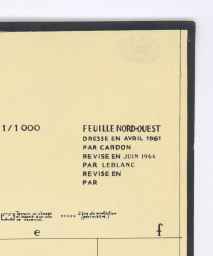 1/1 000
FEUILLE NORD-OUEST
DRESSE EN AVRIL 1961
PAR CARDON
REVISE EN JUIN 1966
PAR LEBLANC
REVISE EN
PAR
e f